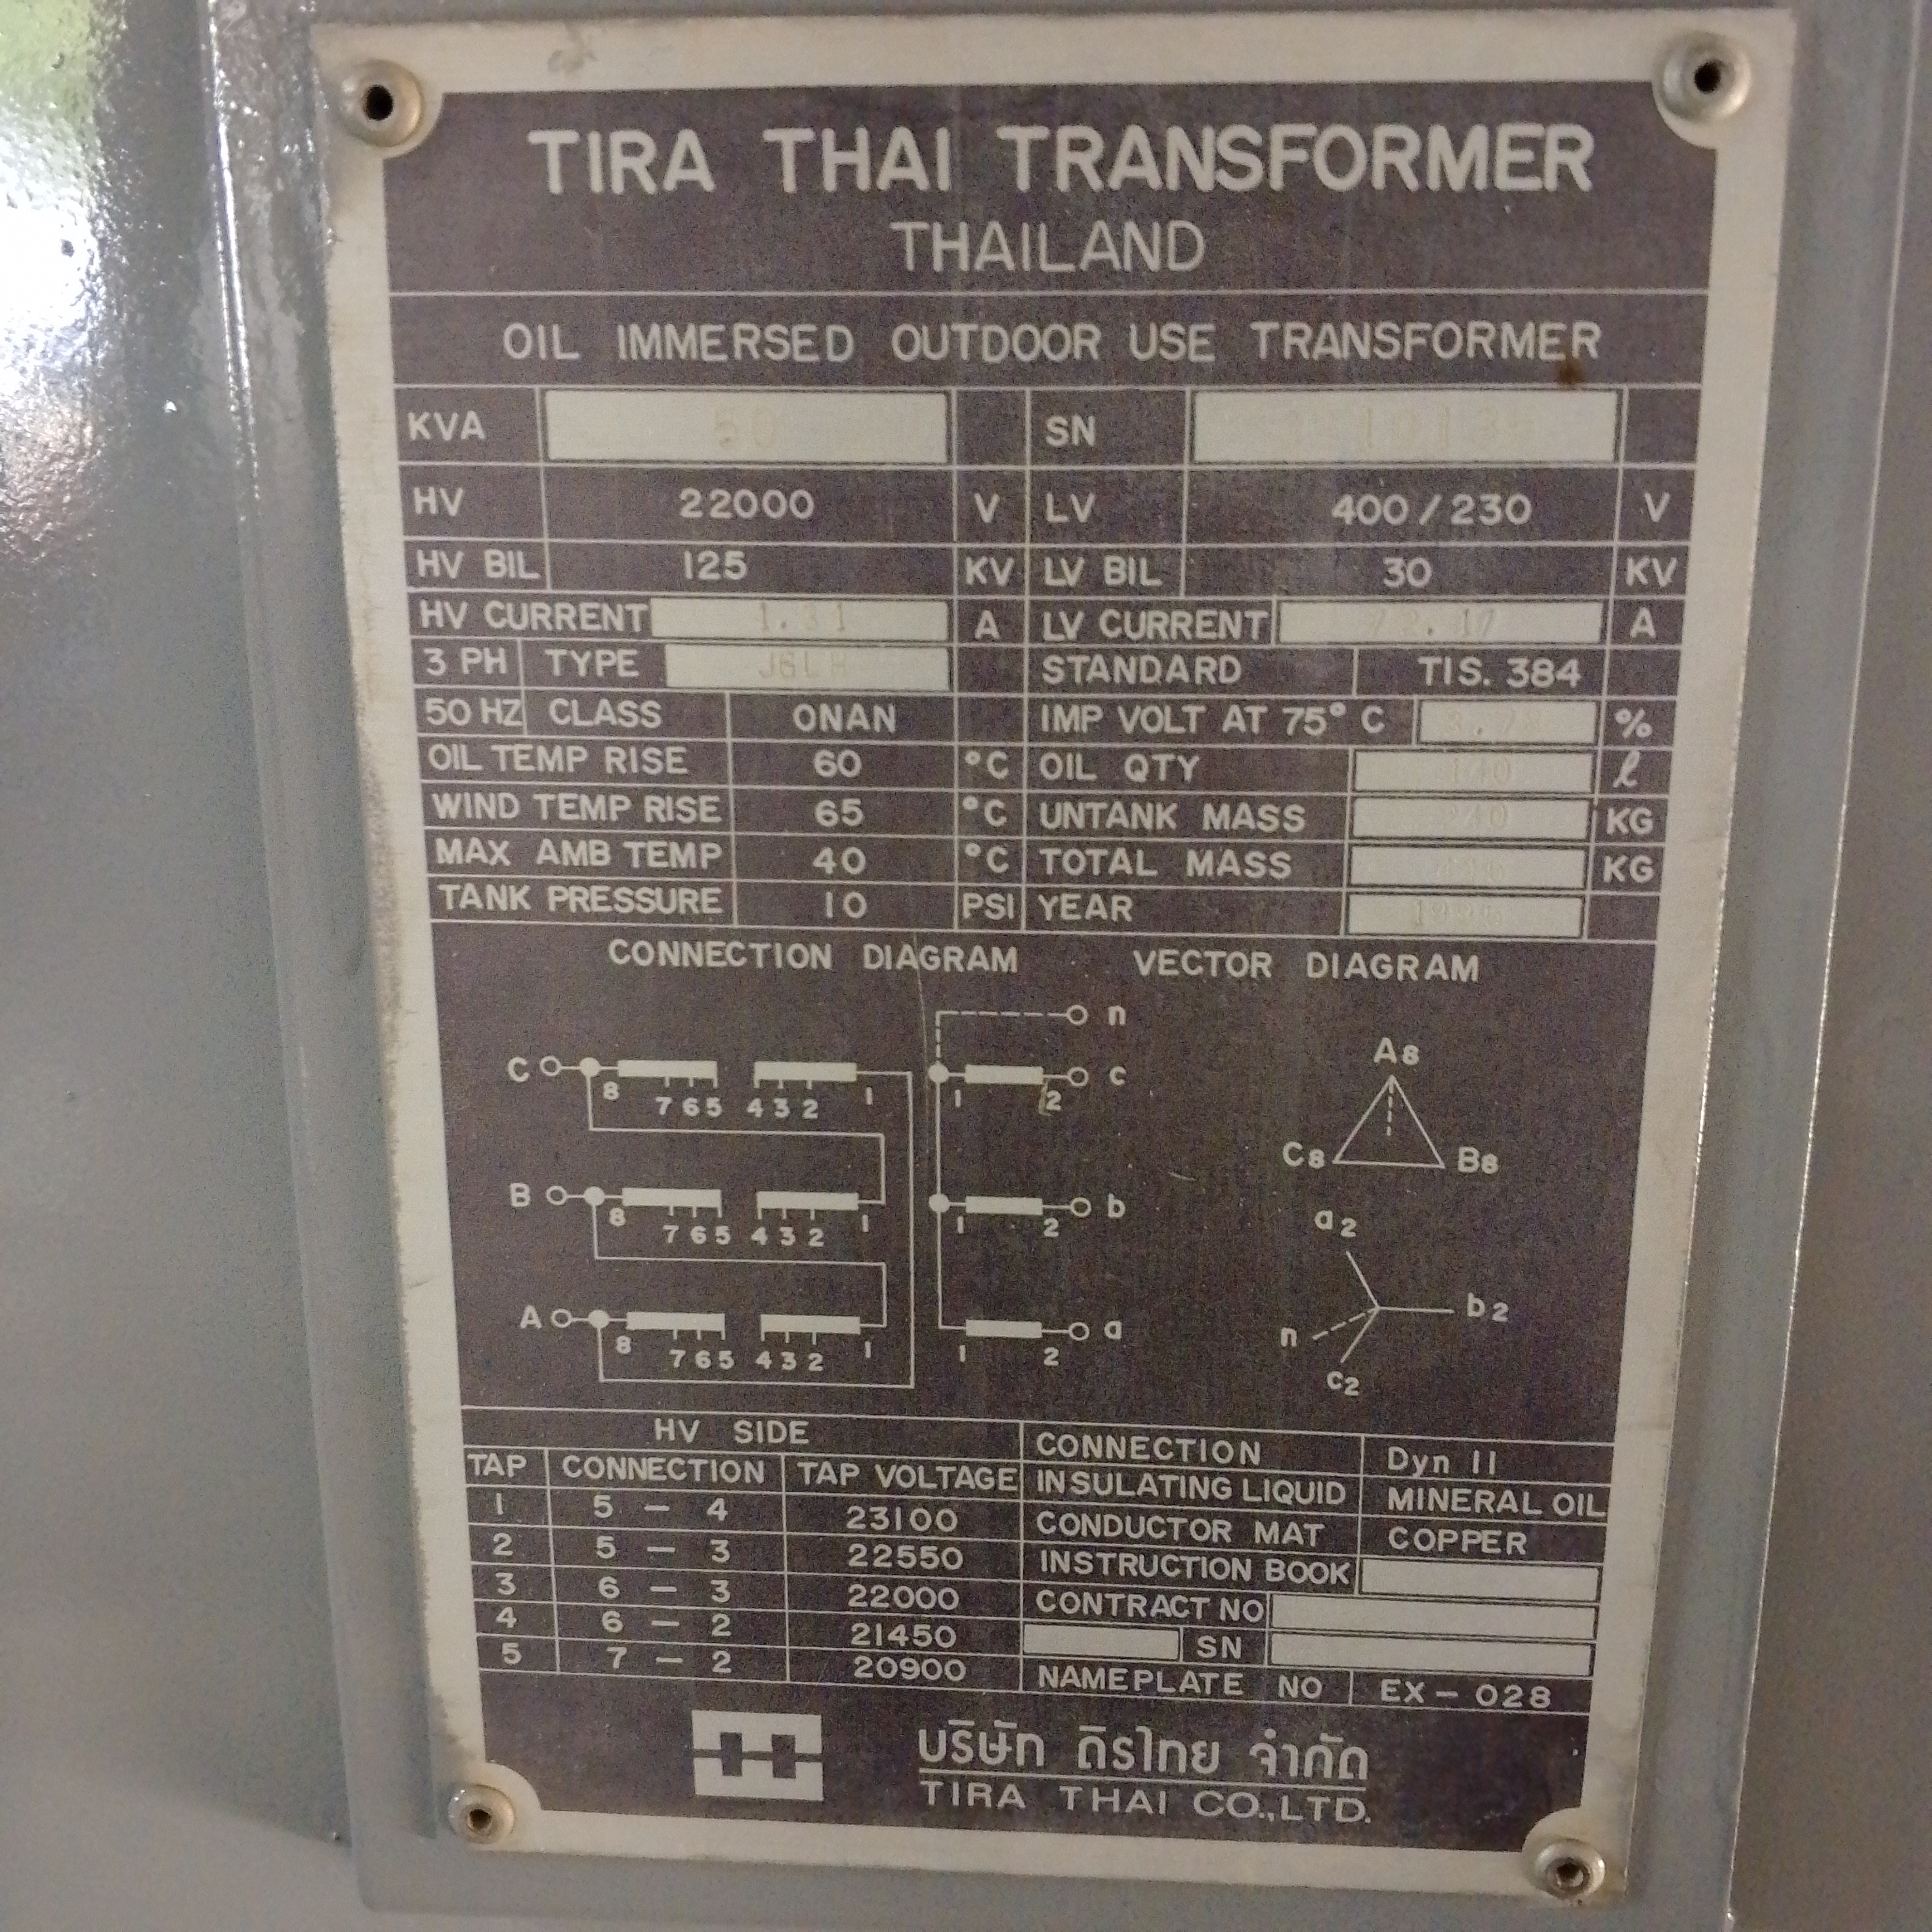 TIRA THAI TRANSFORMER
THAILAND
OIL IMMERSED OUTDOOR USE TRANSFORMER
KVA 50 SN
HV 22000 V LV 400/230 V
HV BIL 125 KV LV BIL 30 KV
HV CURRENT 1.31 A LV CURRENT 72.17 A
3 PH TYPE STANDARD TIS. 384
50 HZ CLASS ONAN IMP VOLT AT 75° C %
OIL TEMP RISE 60 °C OIL QTY 140 ℓ
WIND TEMP RISE 65 °C UNTANK MASS 240 KG
MAX AMB TEMP 40 °C TOTAL MASS KG
TANK PRESSURE 10 PSI YEAR
CONNECTION DIAGRAM VECTOR DIAGRAM
n
C 8 7 6 5 4 3 2 1 1 2 c
B 8 7 6 5 4 3 2 1 1 2 b
A 8 7 6 5 4 3 2 1 1 2 a
A8
C8 B8
a2
b2
n
c2
HV SIDE CONNECTION Dyn 11
TAP CONNECTION TAP VOLTAGE INSULATING LIQUID MINERAL OIL
1 5 – 4 23100 CONDUCTOR MAT COPPER
2 5 – 3 22550 INSTRUCTION BOOK
3 6 – 3 22000 CONTRACT NO
4 6 – 2 21450 SN
5 7 – 2 20900 NAMEPLATE NO EX – 028
บริษัท ถิรไทย จำกัด
TIRA THAI CO.,LTD.